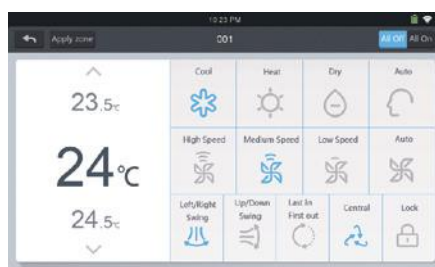 10:23 PM
Apply zone
001
All Off All On
Cool Heat Dry Auto
23.5℃
High Speed Medium Speed Low Speed Auto
24℃
Left/Right Swing
Up/Down Swing
Last In First out
Central
Lock
24.5℃